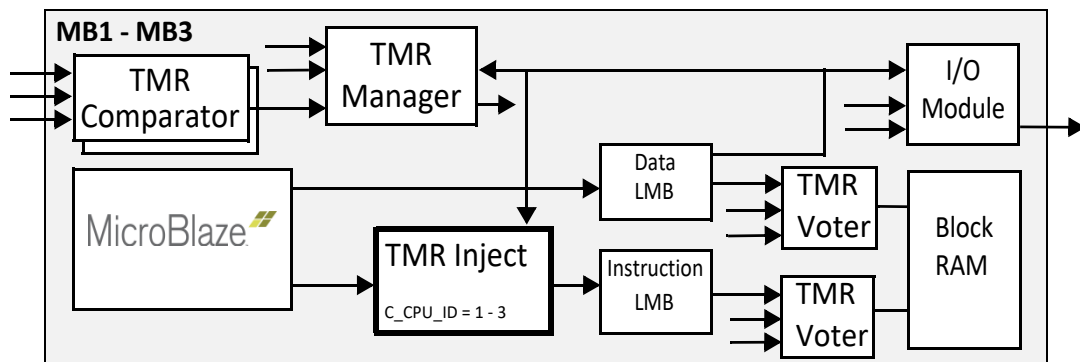 MB1 - MB3
TMR
Comparator
TMR
Manager
I/O
Module
MicroBlaze
Data
LMB
TMR
Voter
Block
RAM
TMR Inject
C_CPU_ID = 1 - 3
Instruction
LMB
TMR
Voter